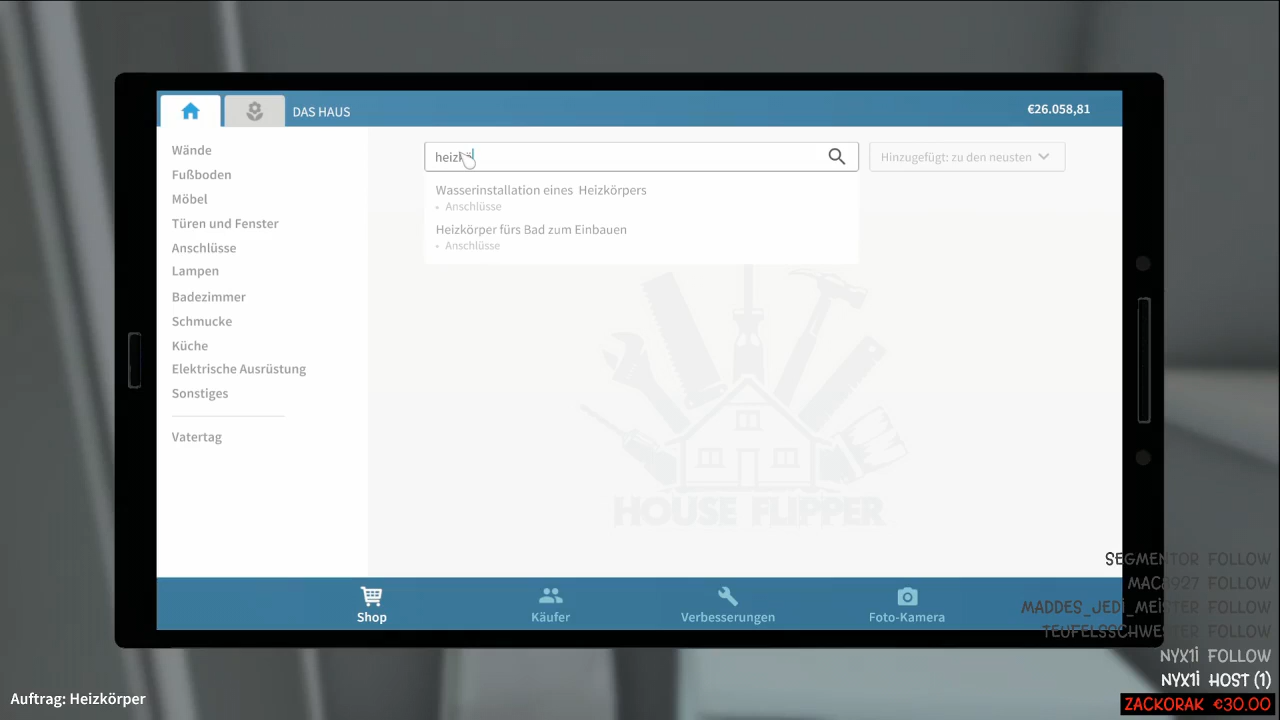 DAS HAUS
€26.058,81
Wände
Fußboden
Möbel
Türen und Fenster
Anschlüsse
Lampen
Badezimmer
Schmucke
Küche
Elektrische Ausrüstung
Sonstiges
Vatertag
heizkö
Hinzugefügt: zu den neusten
Wasserinstallation eines Heizkörpers
• Anschlüsse
Heizkörper fürs Bad zum Einbauen
• Anschlüsse
HOUSE FLIPPER
Shop
Käufer
Verbesserungen
Foto-Kamera
SEGMENTOR FOLLOW
MAC8927 FOLLOW
MADDES_JEDI_MEISTER FOLLOW
TEUFELSSCHWESTER FOLLOW
NYX1I FOLLOW
NYX1I HOST (1)
ZACKORAK €30.00
Auftrag: Heizkörper